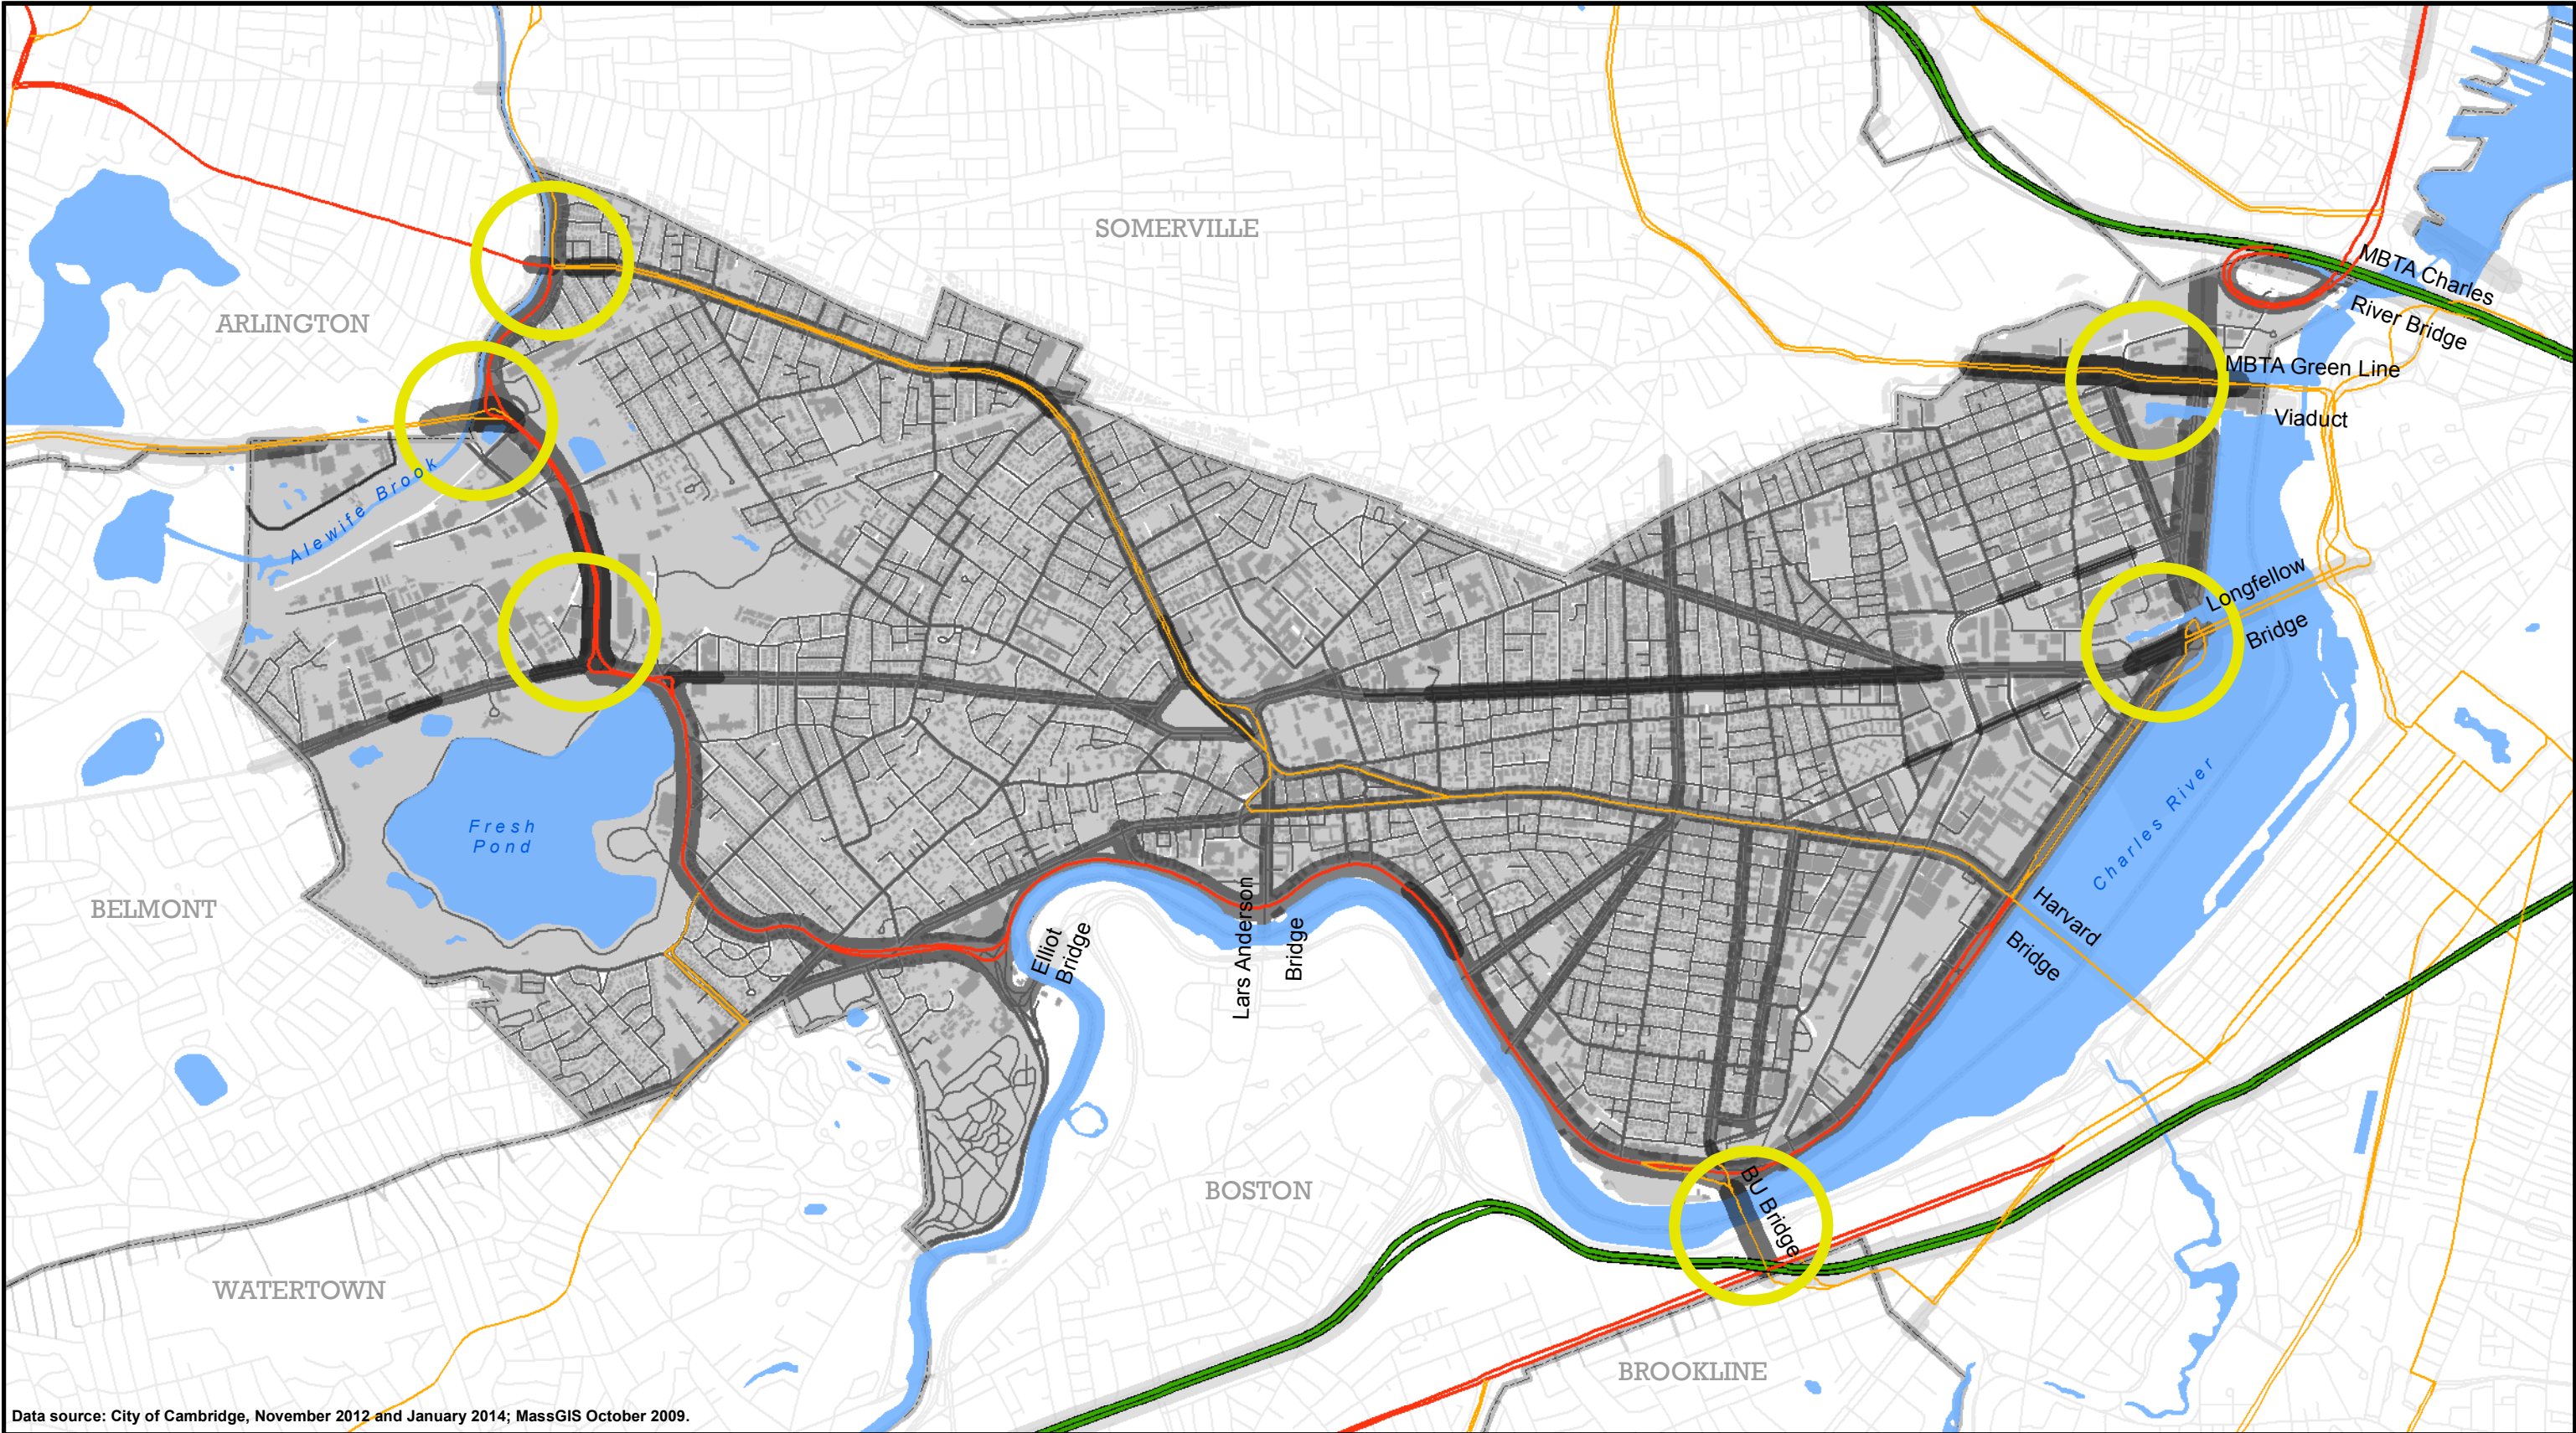 SOMERVILLE
MBTA Charles
River Bridge
ARLINGTON
MBTA Green Line
Viaduct
Alewife Brook
Longfellow
Bridge
Fresh
Pond
Charles River
BELMONT
Harvard
Bridge
Elliot
Bridge
Lars Anderson
Bridge
BU Bridge
BOSTON
WATERTOWN
BROOKLINE
Data source: City of Cambridge, November 2012 and January 2014; MassGIS October 2009.